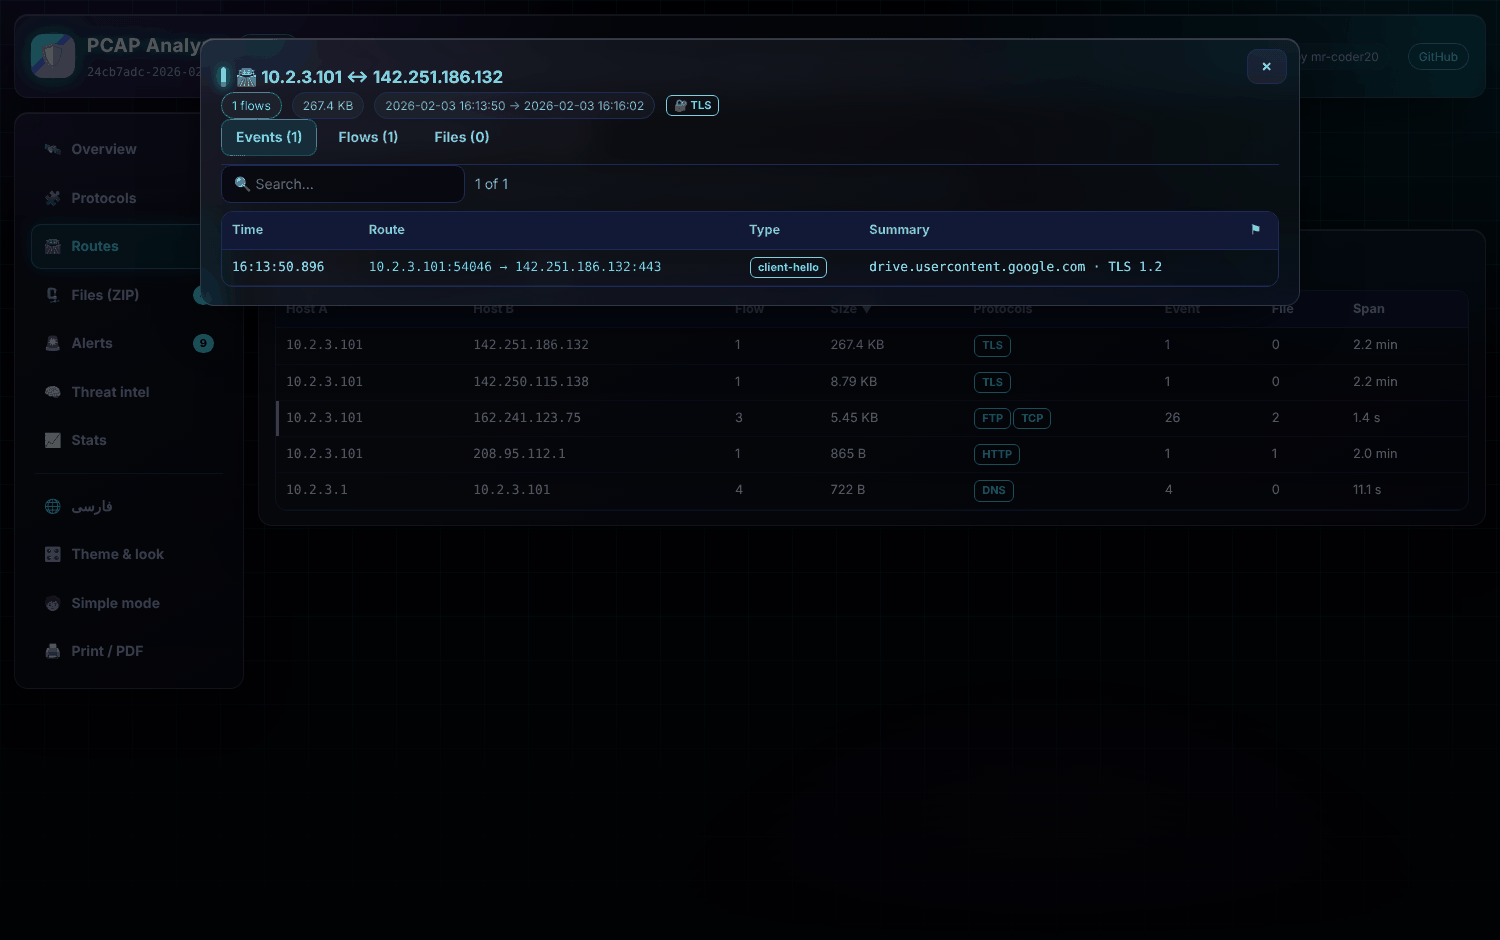 PCAP Analy
24cb7adc-2026-02
y mr-coder20
GitHub
10.2.3.101 ↔ 142.251.186.132
×
1 flows
267.4 KB
2026-02-03 16:13:50 → 2026-02-03 16:16:02
TLS
Events (1)
Flows (1)
Files (0)
Search...
1 of 1
Time Route Type Summary ⚑
16:13:50.896 10.2.3.101:54046 → 142.251.186.132:443 client-hello drive.usercontent.google.com · TLS 1.2
Overview
Protocols
Routes
Files (ZIP)
Alerts 9
Threat intel
Stats
فارسی
Theme & look
Simple mode
Print / PDF
Host A Host B Flow Size ▼ Protocols Event File Span
10.2.3.101 142.251.186.132 1 267.4 KB TLS 1 0 2.2 min
10.2.3.101 142.250.115.138 1 8.79 KB TLS 1 0 2.2 min
10.2.3.101 162.241.123.75 3 5.45 KB FTP TCP 26 2 1.4 s
10.2.3.101 208.95.112.1 1 865 B HTTP 1 1 2.0 min
10.2.3.1 10.2.3.101 4 722 B DNS 4 0 11.1 s